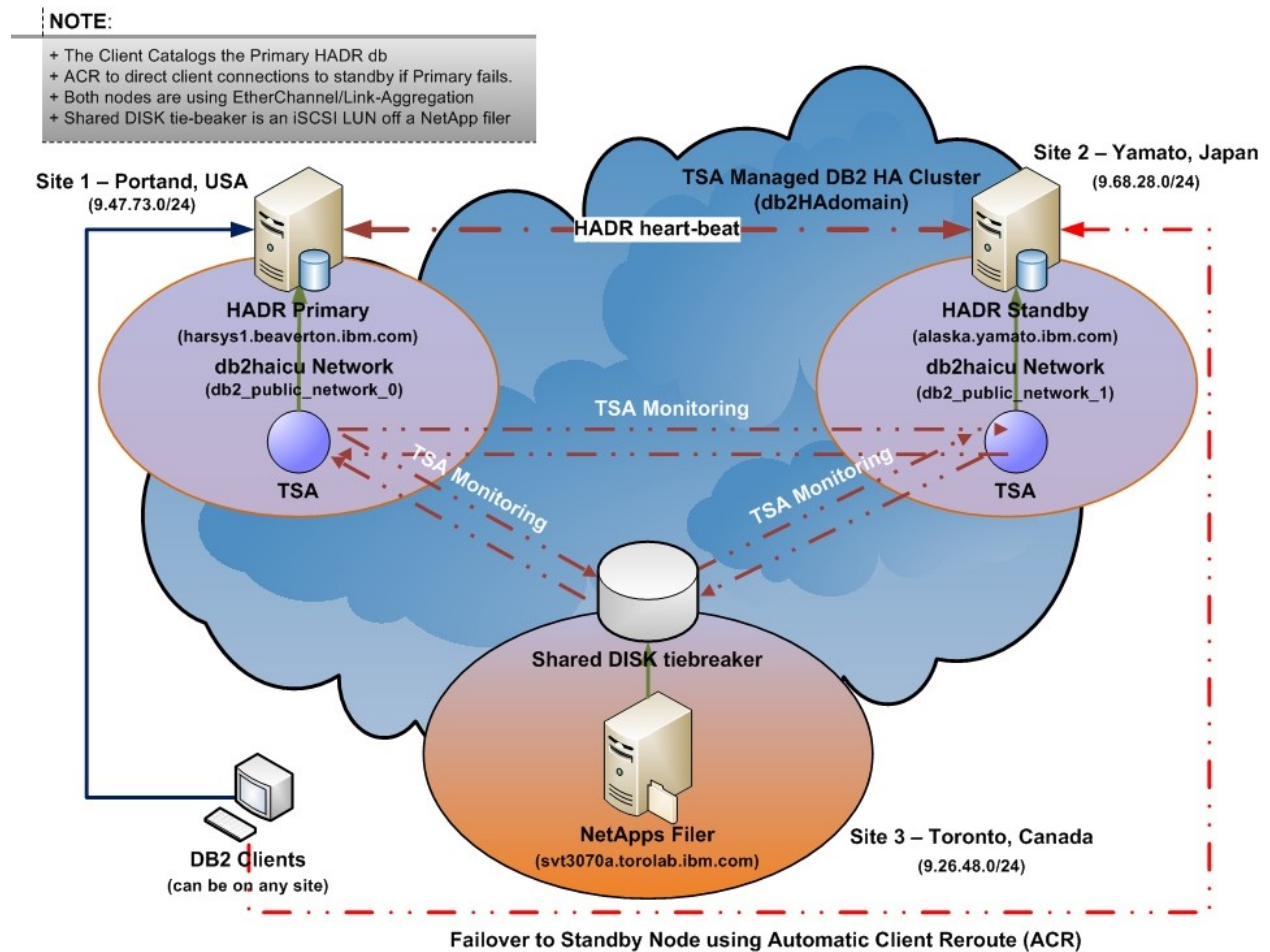 NOTE:
+ The Client Catalogs the Primary HADR db
+ ACR to direct client connections to standby if Primary fails.
+ Both nodes are using EtherChannel/Link-Aggregation
+ Shared DISK tie-beaker is an iSCSI LUN off a NetApp filer
Site 1 – Portand, USA
(9.47.73.0/24)
TSA Managed DB2 HA Cluster
(db2HAdomain)
Site 2 – Yamato, Japan
(9.68.28.0/24)
HADR heart-beat
HADR Primary
(harsys1.beaverton.ibm.com)
db2haicu Network
(db2_public_network_0)
TSA
HADR Standby
(alaska.yamato.ibm.com)
db2haicu Network
(db2_public_network_1)
TSA
TSA Monitoring
TSA Monitoring
TSA Monitoring
Shared DISK tiebreaker
NetApps Filer
(svt3070a.torolab.ibm.com)
Site 3 – Toronto, Canada
(9.26.48.0/24)
DB2 Clients
(can be on any site)
Failover to Standby Node using Automatic Client Reroute (ACR)